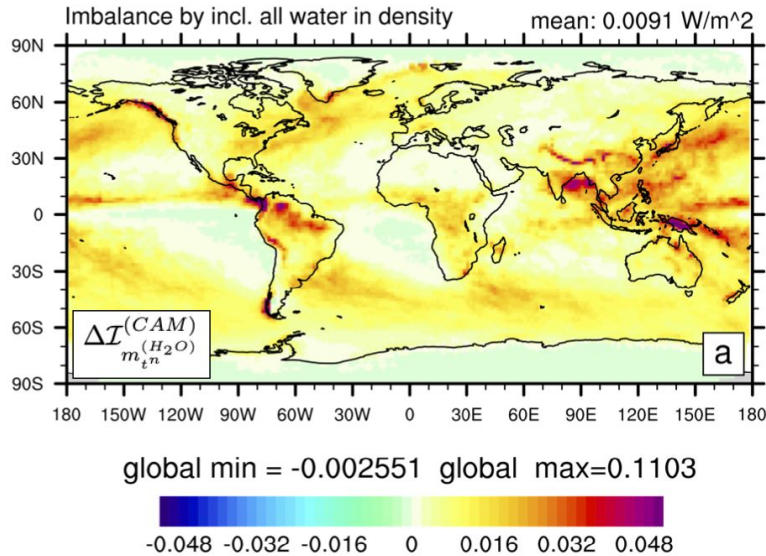 Imbalance by incl. all water in density mean: 0.0091 W/m^2
90N
60N
30N
0
30S
60S
90S
ΔI^(CAM)_{m_{t^n}^{(H₂O)}}
a
180 150W 120W 90W 60W 30W 0 30E 60E 90E 120E 150E 180
global min = -0.002551 global max=0.1103
-0.048 -0.032 -0.016 0 0.016 0.032 0.048